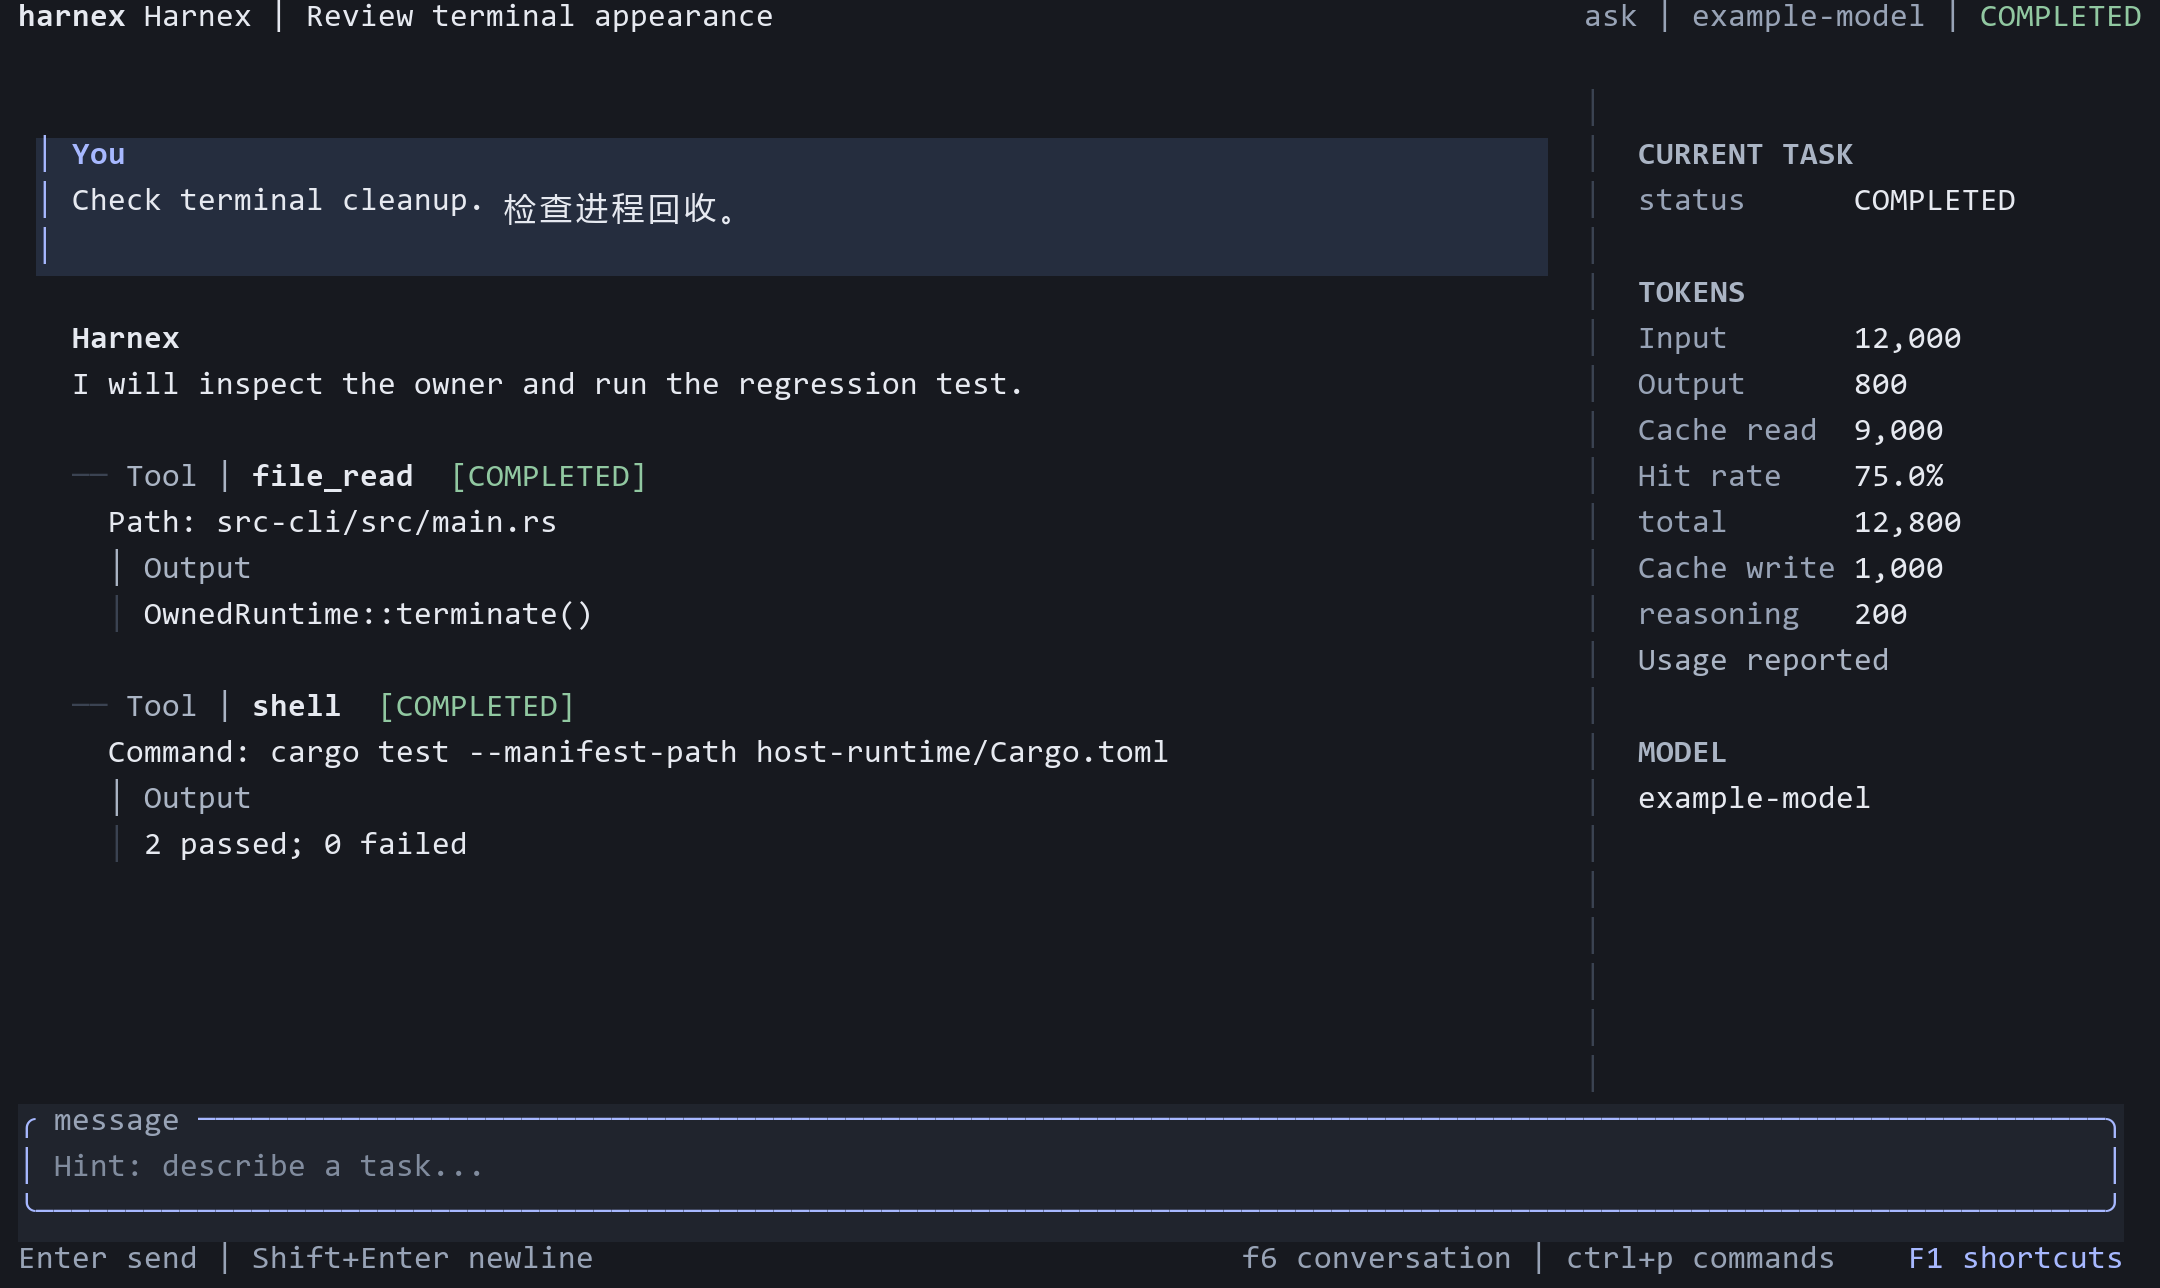 harnex Harnex │ Review terminal appearance
ask │ example-model │ COMPLETED
You
Check terminal cleanup. 检查进程回收。
Harnex
I will inspect the owner and run the regression test.
Tool │ file_read [COMPLETED]
Path: src-cli/src/main.rs
Output
OwnedRuntime::terminate()
Tool │ shell [COMPLETED]
Command: cargo test --manifest-path host-runtime/Cargo.toml
Output
2 passed; 0 failed
CURRENT TASK
status COMPLETED
TOKENS
Input 12,000
Output 800
Cache read 9,000
Hit rate 75.0%
total 12,800
Cache write 1,000
reasoning 200
Usage reported
MODEL
example-model
message
Hint: describe a task...
Enter send │ Shift+Enter newline
f6 conversation │ ctrl+p commands F1 shortcuts